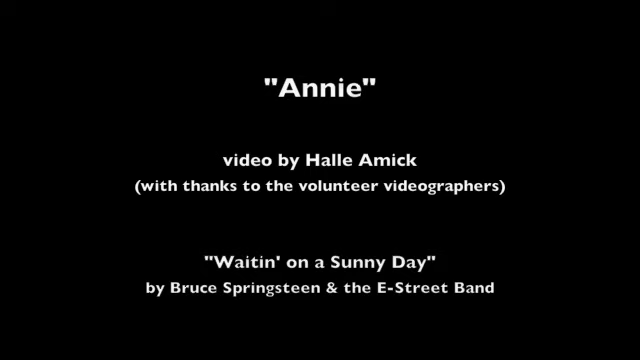 "Annie"
video by Halle Amick
(with thanks to the volunteer videographers)
"Waitin' on a Sunny Day"
by Bruce Springsteen & the E-Street Band